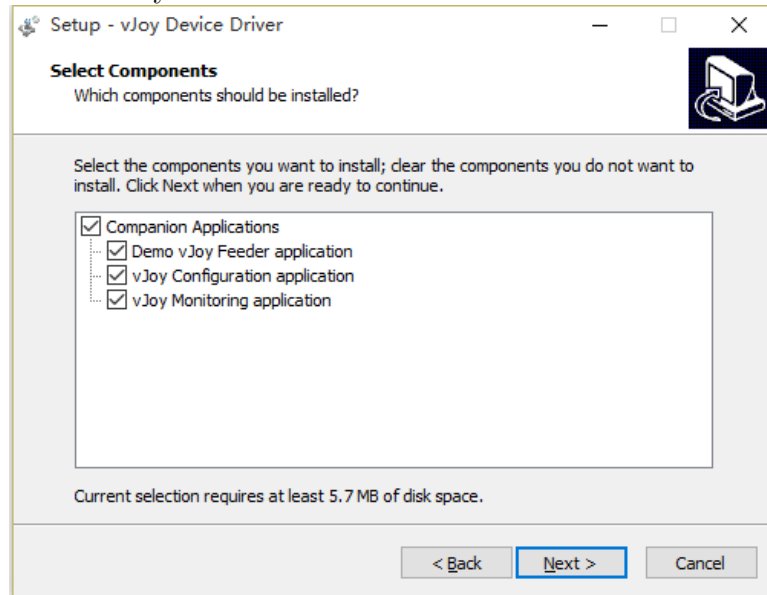 Setup - vJoy Device Driver
Select Components
Which components should be installed?
Select the components you want to install; clear the components you do not want to
install. Click Next when you are ready to continue.
Companion Applications
Demo vJoy Feeder application
vJoy Configuration application
vJoy Monitoring application
Current selection requires at least 5.7 MB of disk space.
< Back Next > Cancel